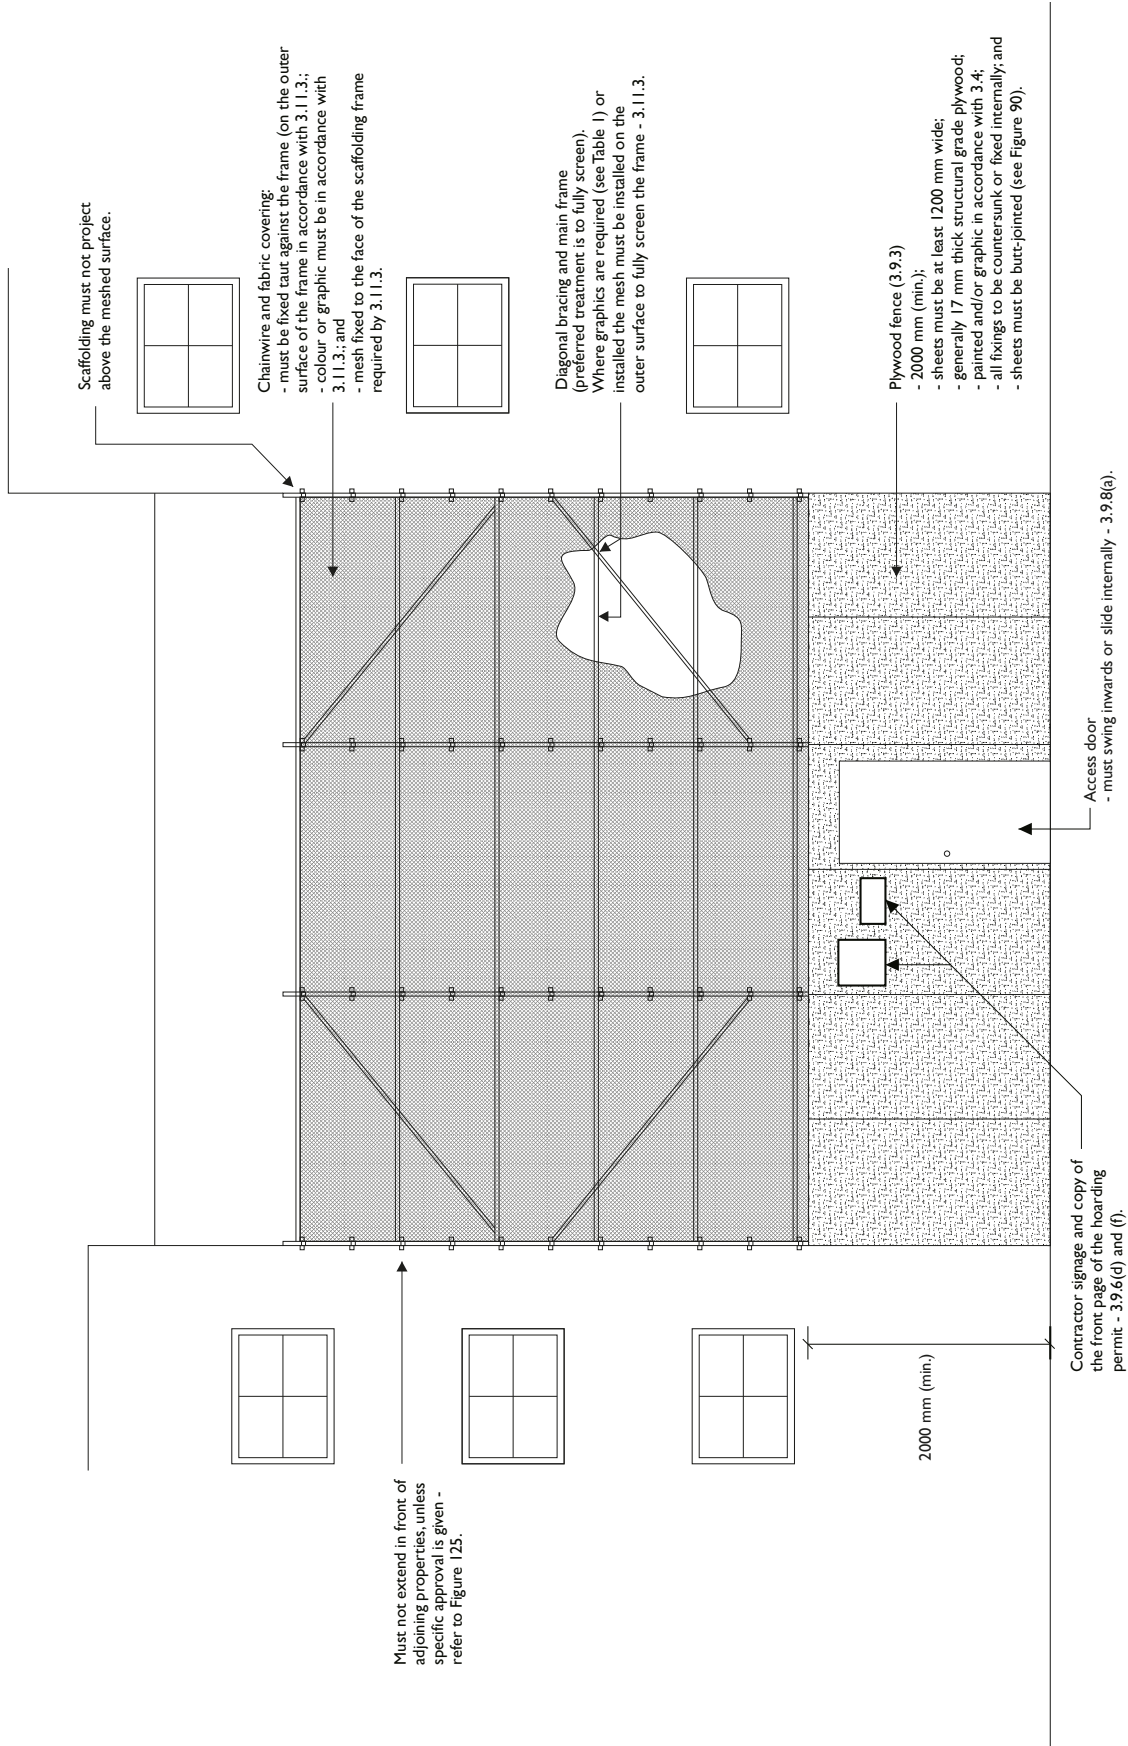 Scaffolding must not project
above the meshed surface.
Chainwire and fabric covering:
- must be fixed taut against the frame (on the outer
surface of the frame in accordance with 3.11.3.;
- colour or graphic must be in accordance with
3.11.3.; and
- mesh fixed to the face of the scaffolding frame
required by 3.11.3.
Diagonal bracing and main frame
(preferred treatment is to fully screen).
Where graphics are required (see Table 1) or
installed the mesh must be installed on the
outer surface to fully screen the frame - 3.11.3.
Plywood fence (3.9.3)
- 2000 mm (min.);
- sheets must be at least 1200 mm wide;
- generally 17 mm thick structural grade plywood;
- painted and/or graphic in accordance with 3.4;
- all fixings to be countersunk or fixed internally; and
- sheets must be butt-jointed (see Figure 90).
Access door
- must swing inwards or slide internally - 3.9.8(a).
Must not extend in front of
adjoining properties, unless
specific approval is given -
refer to Figure 125.
2000 mm (min.)
Contractor signage and copy of
the front page of the hoarding
permit - 3.9.6(d) and (f).